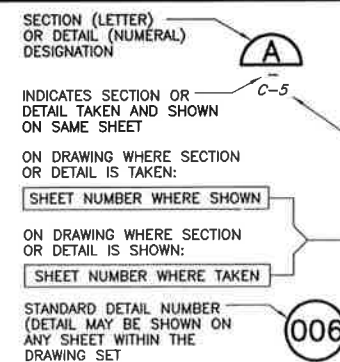 SECTION (LETTER)
OR DETAIL (NUMERAL)
DESIGNATION
A
–
C-5
INDICATES SECTION OR
DETAIL TAKEN AND SHOWN
ON SAME SHEET
ON DRAWING WHERE SECTION
OR DETAIL IS TAKEN:
SHEET NUMBER WHERE SHOWN
ON DRAWING WHERE SECTION
OR DETAIL IS SHOWN:
SHEET NUMBER WHERE TAKEN
STANDARD DETAIL NUMBER
(DETAIL MAY BE SHOWN ON
ANY SHEET WITHIN THE
DRAWING SET
006